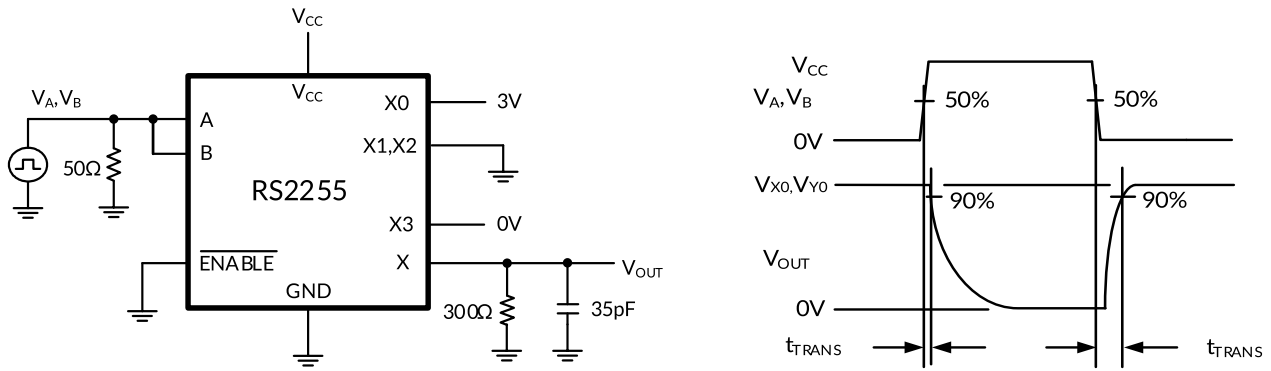 VCC
VCC
VA,VB
A
B
50Ω
RS2255
ENABLE
GND
X0
3V
X1,X2
X3
0V
X
VOUT
300Ω
35pF
VCC
VA,VB
50%
50%
0V
VX0,VY0
90%
90%
VOUT
0V
tTRANS
tTRANS